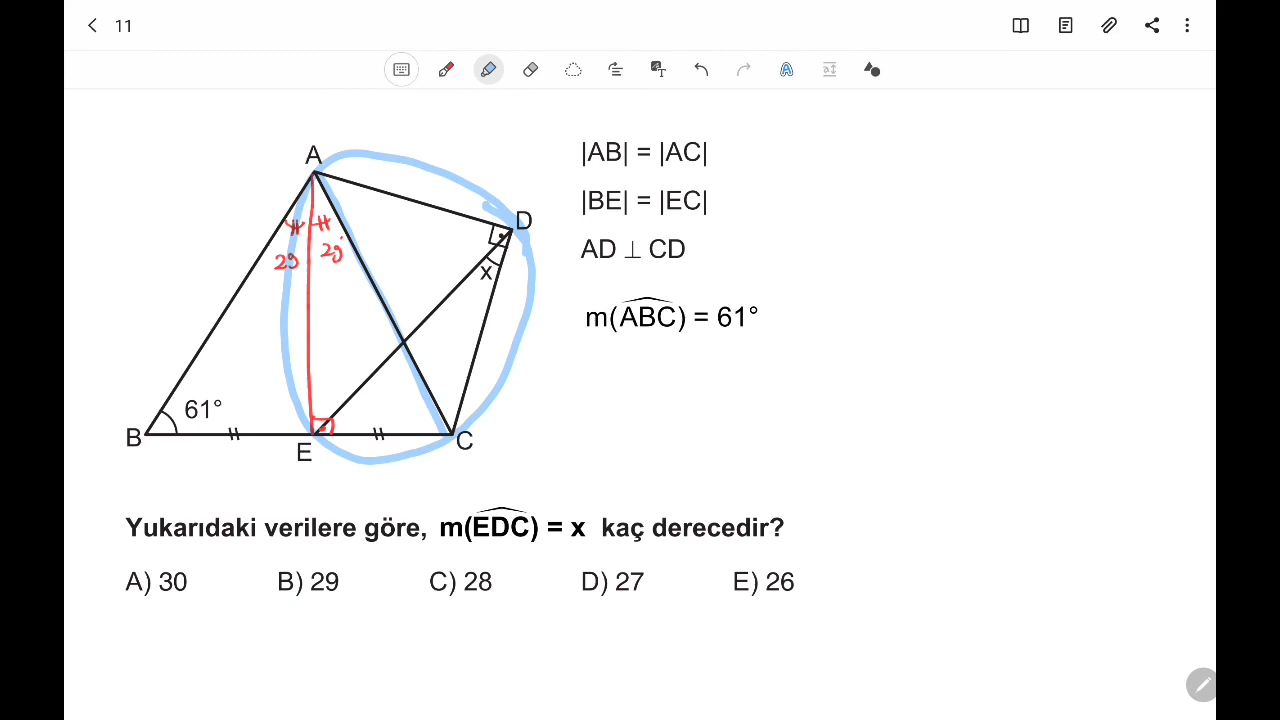 11
A
|AB| = |AC|
|BE| = |EC|
D
AD ⊥ CD
29
29
x
m(ABC) = 61°
61°
B
E
C
Yukarıdaki verilere göre, m(EDC) = x kaç derecedir?
A) 30 B) 29 C) 28 D) 27 E) 26